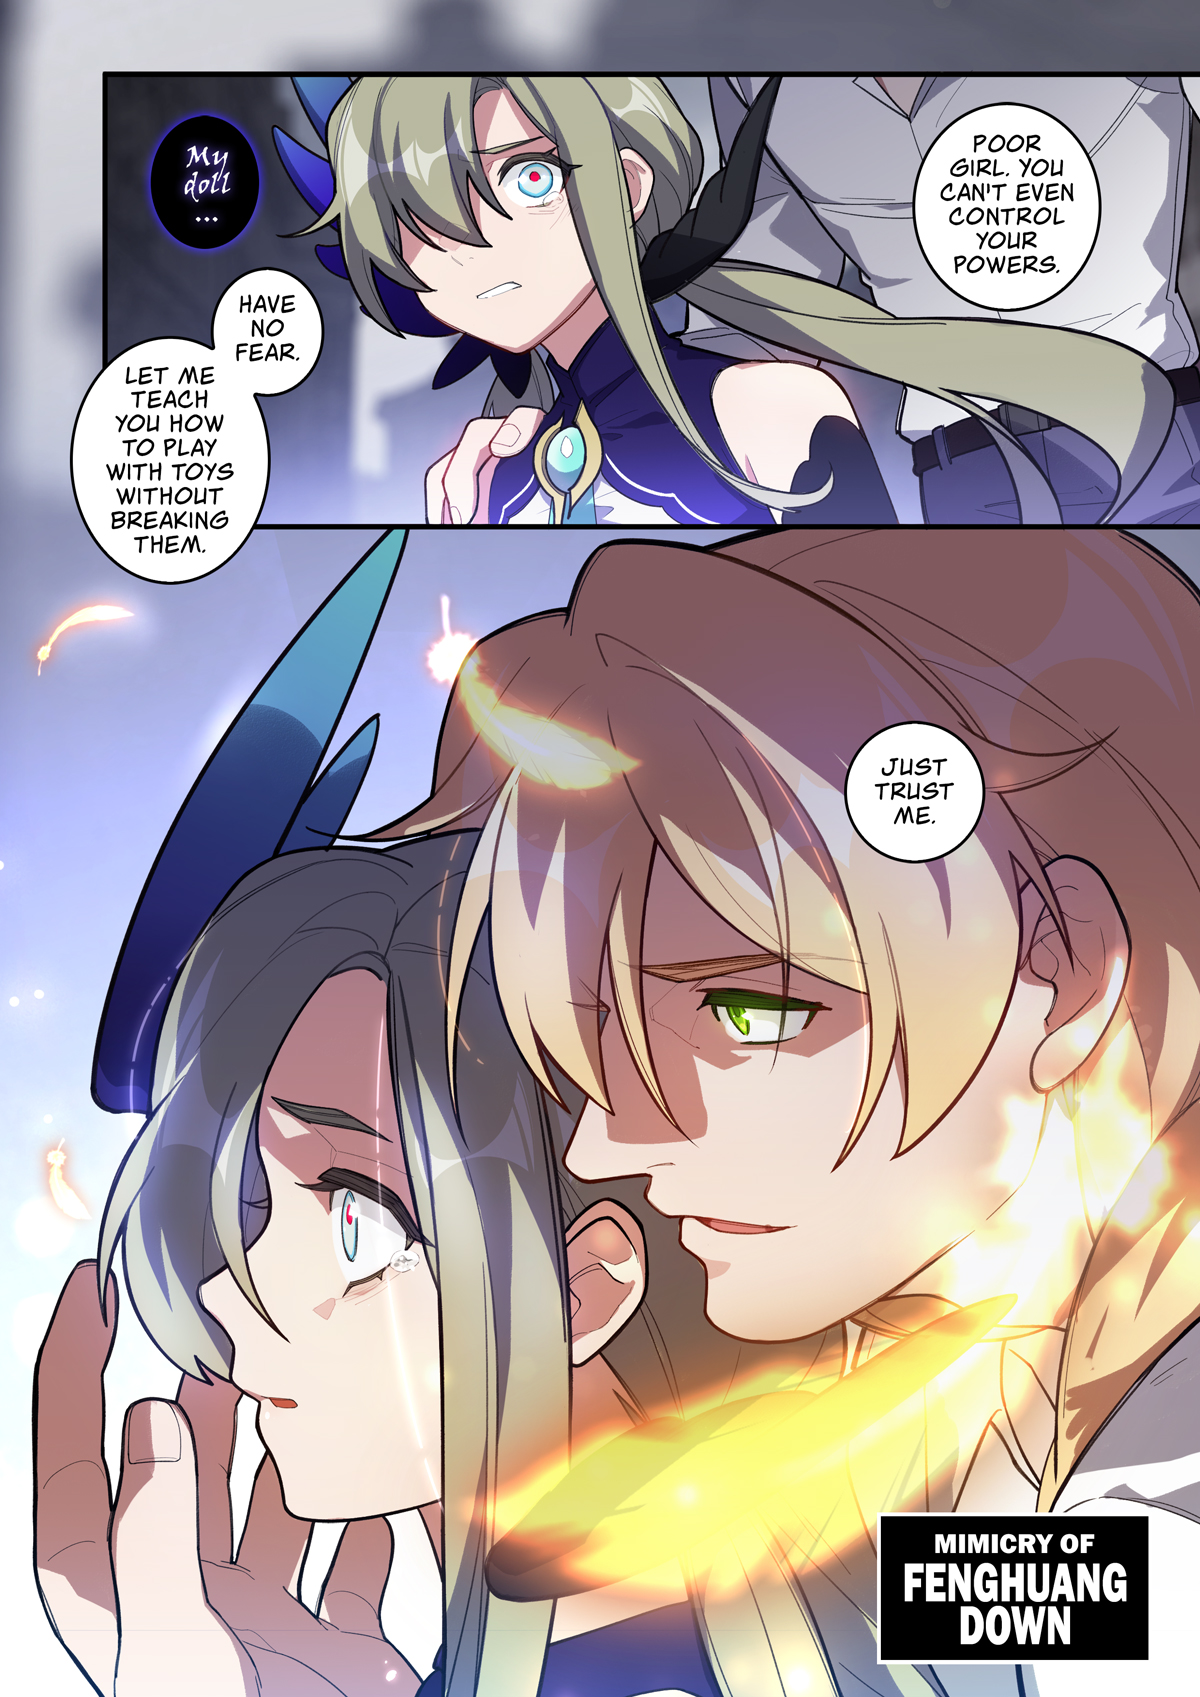 My
doll
...
POOR
GIRL. YOU
CAN'T EVEN
CONTROL
YOUR
POWERS.
HAVE
NO
FEAR.
LET ME
TEACH
YOU HOW
TO PLAY
WITH TOYS
WITHOUT
BREAKING
THEM.
JUST
TRUST
ME.
MIMICRY OF
FENGHUANG
DOWN